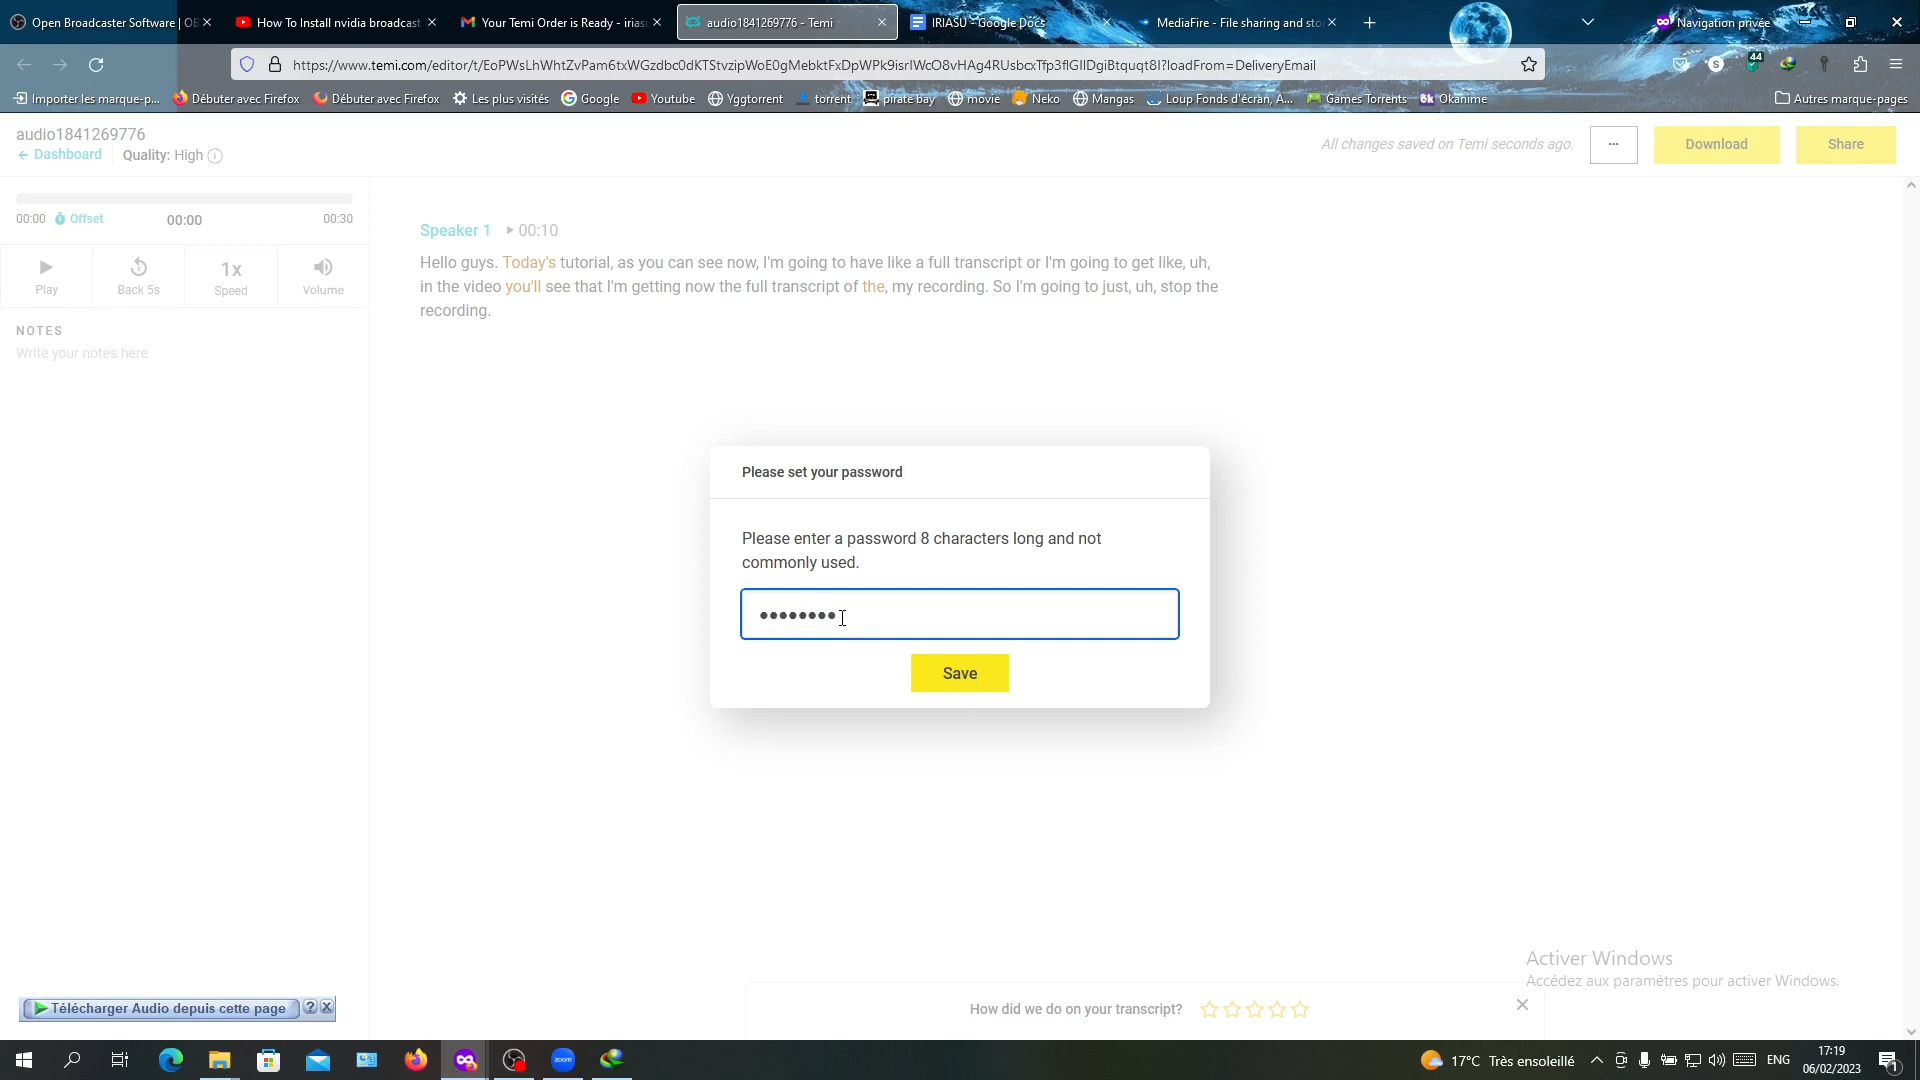 Open Broadcaster Software | OB
How To Install nvidia broadcast
Your Temi Order is Ready - irias
audio1841269776 - Temi
IRIASU - Google Docs
MediaFire - File sharing and sto
Navigation privée
https://www.temi.com/editor/t/EoPWsLhWhtZvPam6txWGzdbc0dKTStvzipWoE0gMebktFxDpWPk9isrIWcO8vHAg4RUsbcxTfp3flGIlDgiBtquqt8I?loadFrom=DeliveryEmail
44
Importer les marque-p...
Débuter avec Firefox
Débuter avec Firefox
Les plus visités
Google
Youtube
Yggtorrent
torrent
pirate bay
movie
Neko
Mangas
Loup Fonds d'écran, A...
Games Torrents
Okanime
Autres marque-pages
audio1841269776
← Dashboard
Quality: High
All changes saved on Temi seconds ago.
...
Download
Share
00:00
Offset
00:00
00:30
Play
Back 5s
1x
Speed
Volume
NOTES
Write your notes here
Speaker 1
00:10
Hello guys. Today's tutorial, as you can see now, I'm going to have like a full transcript or I'm going to get like, uh,
in the video you'll see that I'm getting now the full transcript of the, my recording. So I'm going to just, uh, stop the
recording.
Please set your password
Please enter a password 8 characters long and not
commonly used.
Save
Activer Windows
Accédez aux paramètres pour activer Windows.
Télécharger Audio depuis cette page
How did we do on your transcript?
17°C Très ensoleillé
ENG
17:19
06/02/2023
1